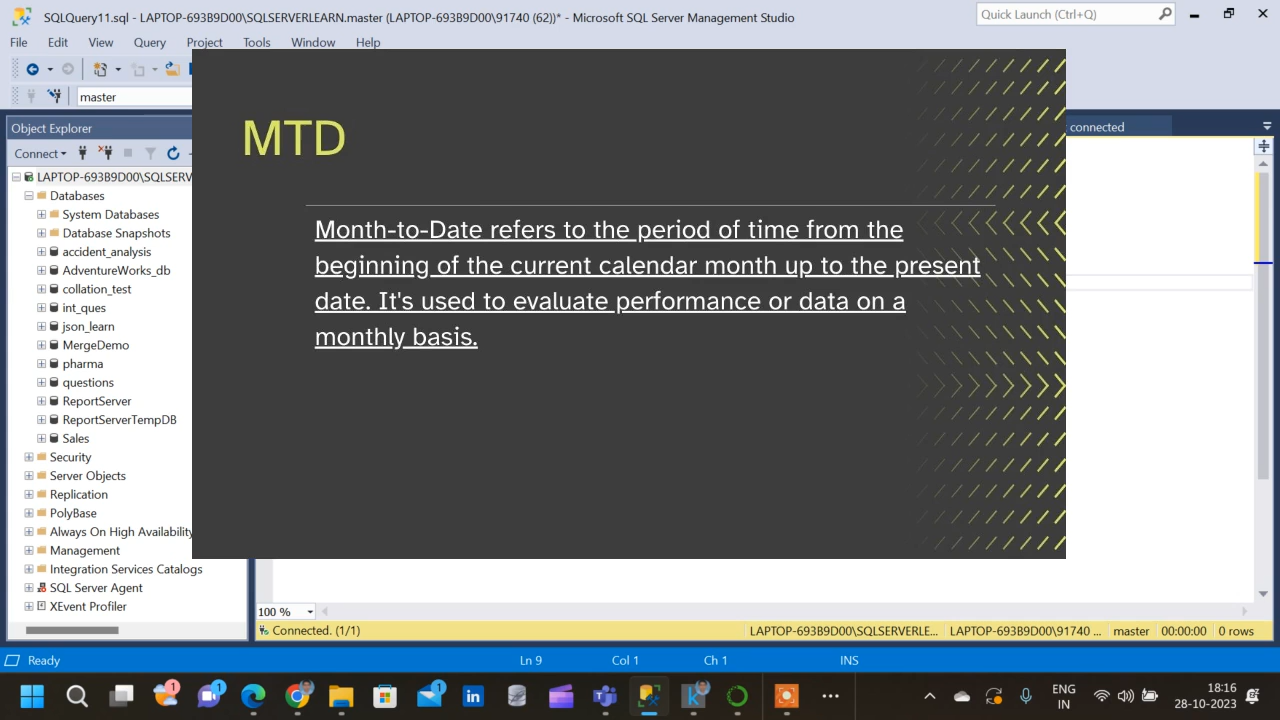 SQLQuery11.sql - LAPTOP-693B9D00\SQLSERVERLEARN.master (LAPTOP-693B9D00\91740 (62))* - Microsoft SQL Server Management Studio
Quick Launch (Ctrl+Q)
File Edit View Query Project Tools Window Help
master
Object Explorer
connected
Connect
LAPTOP-693B9D00\SQLSERV
Databases
System Databases
Database Snapshots
accident_analysis
AdventureWorks_db
collation_test
int_ques
json_learn
MergeDemo
pharma
questions
ReportServer
ReportServerTempDB
Sales
Security
Server Objects
Replication
PolyBase
Always On High Availability
Management
Integration Services Catalogs
SQL Server Agent
XEvent Profiler
MTD
Month-to-Date refers to the period of time from the
beginning of the current calendar month up to the present
date. It's used to evaluate performance or data on a
monthly basis.
100 %
Connected. (1/1)
LAPTOP-693B9D00\SQLSERVERLE... LAPTOP-693B9D00\91740 ... master 00:00:00 0 rows
Ready Ln 9 Col 1 Ch 1 INS
1 1
ENG
IN
18:16
28-10-2023